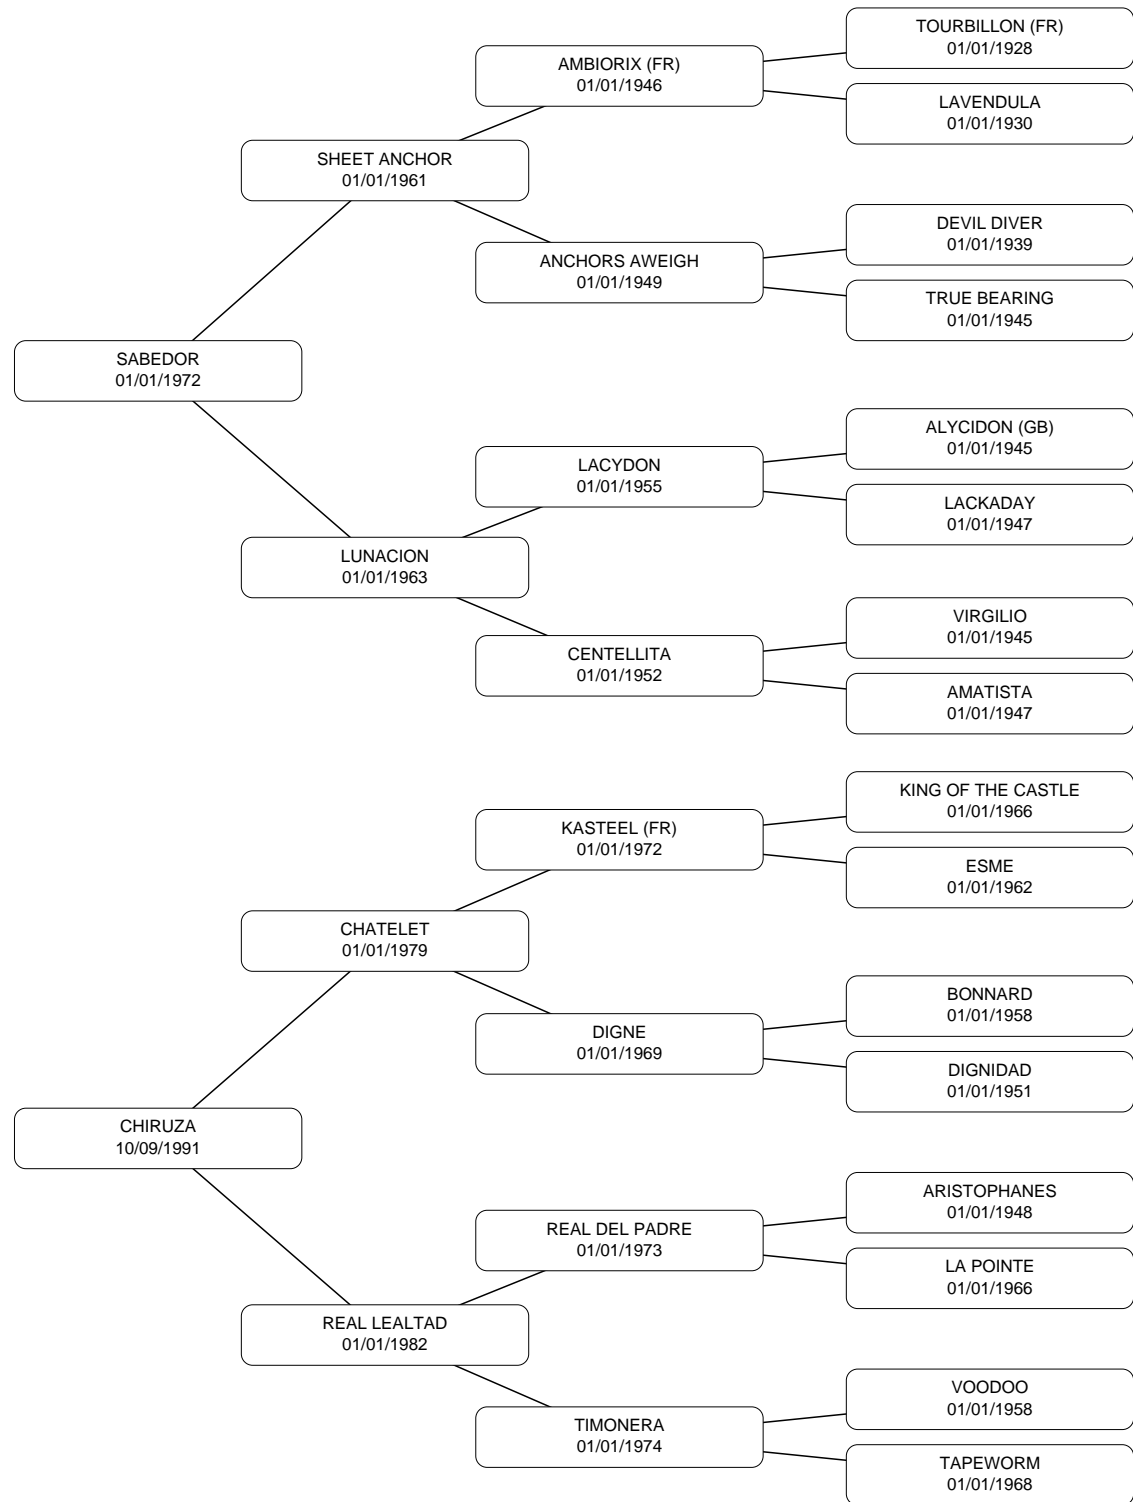 TOURBILLON (FR)
01/01/1928
AMBIORIX (FR)
01/01/1946
LAVENDULA
01/01/1930
SHEET ANCHOR
01/01/1961
DEVIL DIVER
01/01/1939
ANCHORS AWEIGH
01/01/1949
TRUE BEARING
01/01/1945
SABEDOR
01/01/1972
ALYCIDON (GB)
01/01/1945
LACYDON
01/01/1955
LACKADAY
01/01/1947
LUNACION
01/01/1963
VIRGILIO
01/01/1945
CENTELLITA
01/01/1952
AMATISTA
01/01/1947
KING OF THE CASTLE
01/01/1966
KASTEEL (FR)
01/01/1972
ESME
01/01/1962
CHATELET
01/01/1979
BONNARD
01/01/1958
DIGNE
01/01/1969
DIGNIDAD
01/01/1951
CHIRUZA
10/09/1991
ARISTOPHANES
01/01/1948
REAL DEL PADRE
01/01/1973
LA POINTE
01/01/1966
REAL LEALTAD
01/01/1982
VOODOO
01/01/1958
TIMONERA
01/01/1974
TAPEWORM
01/01/1968